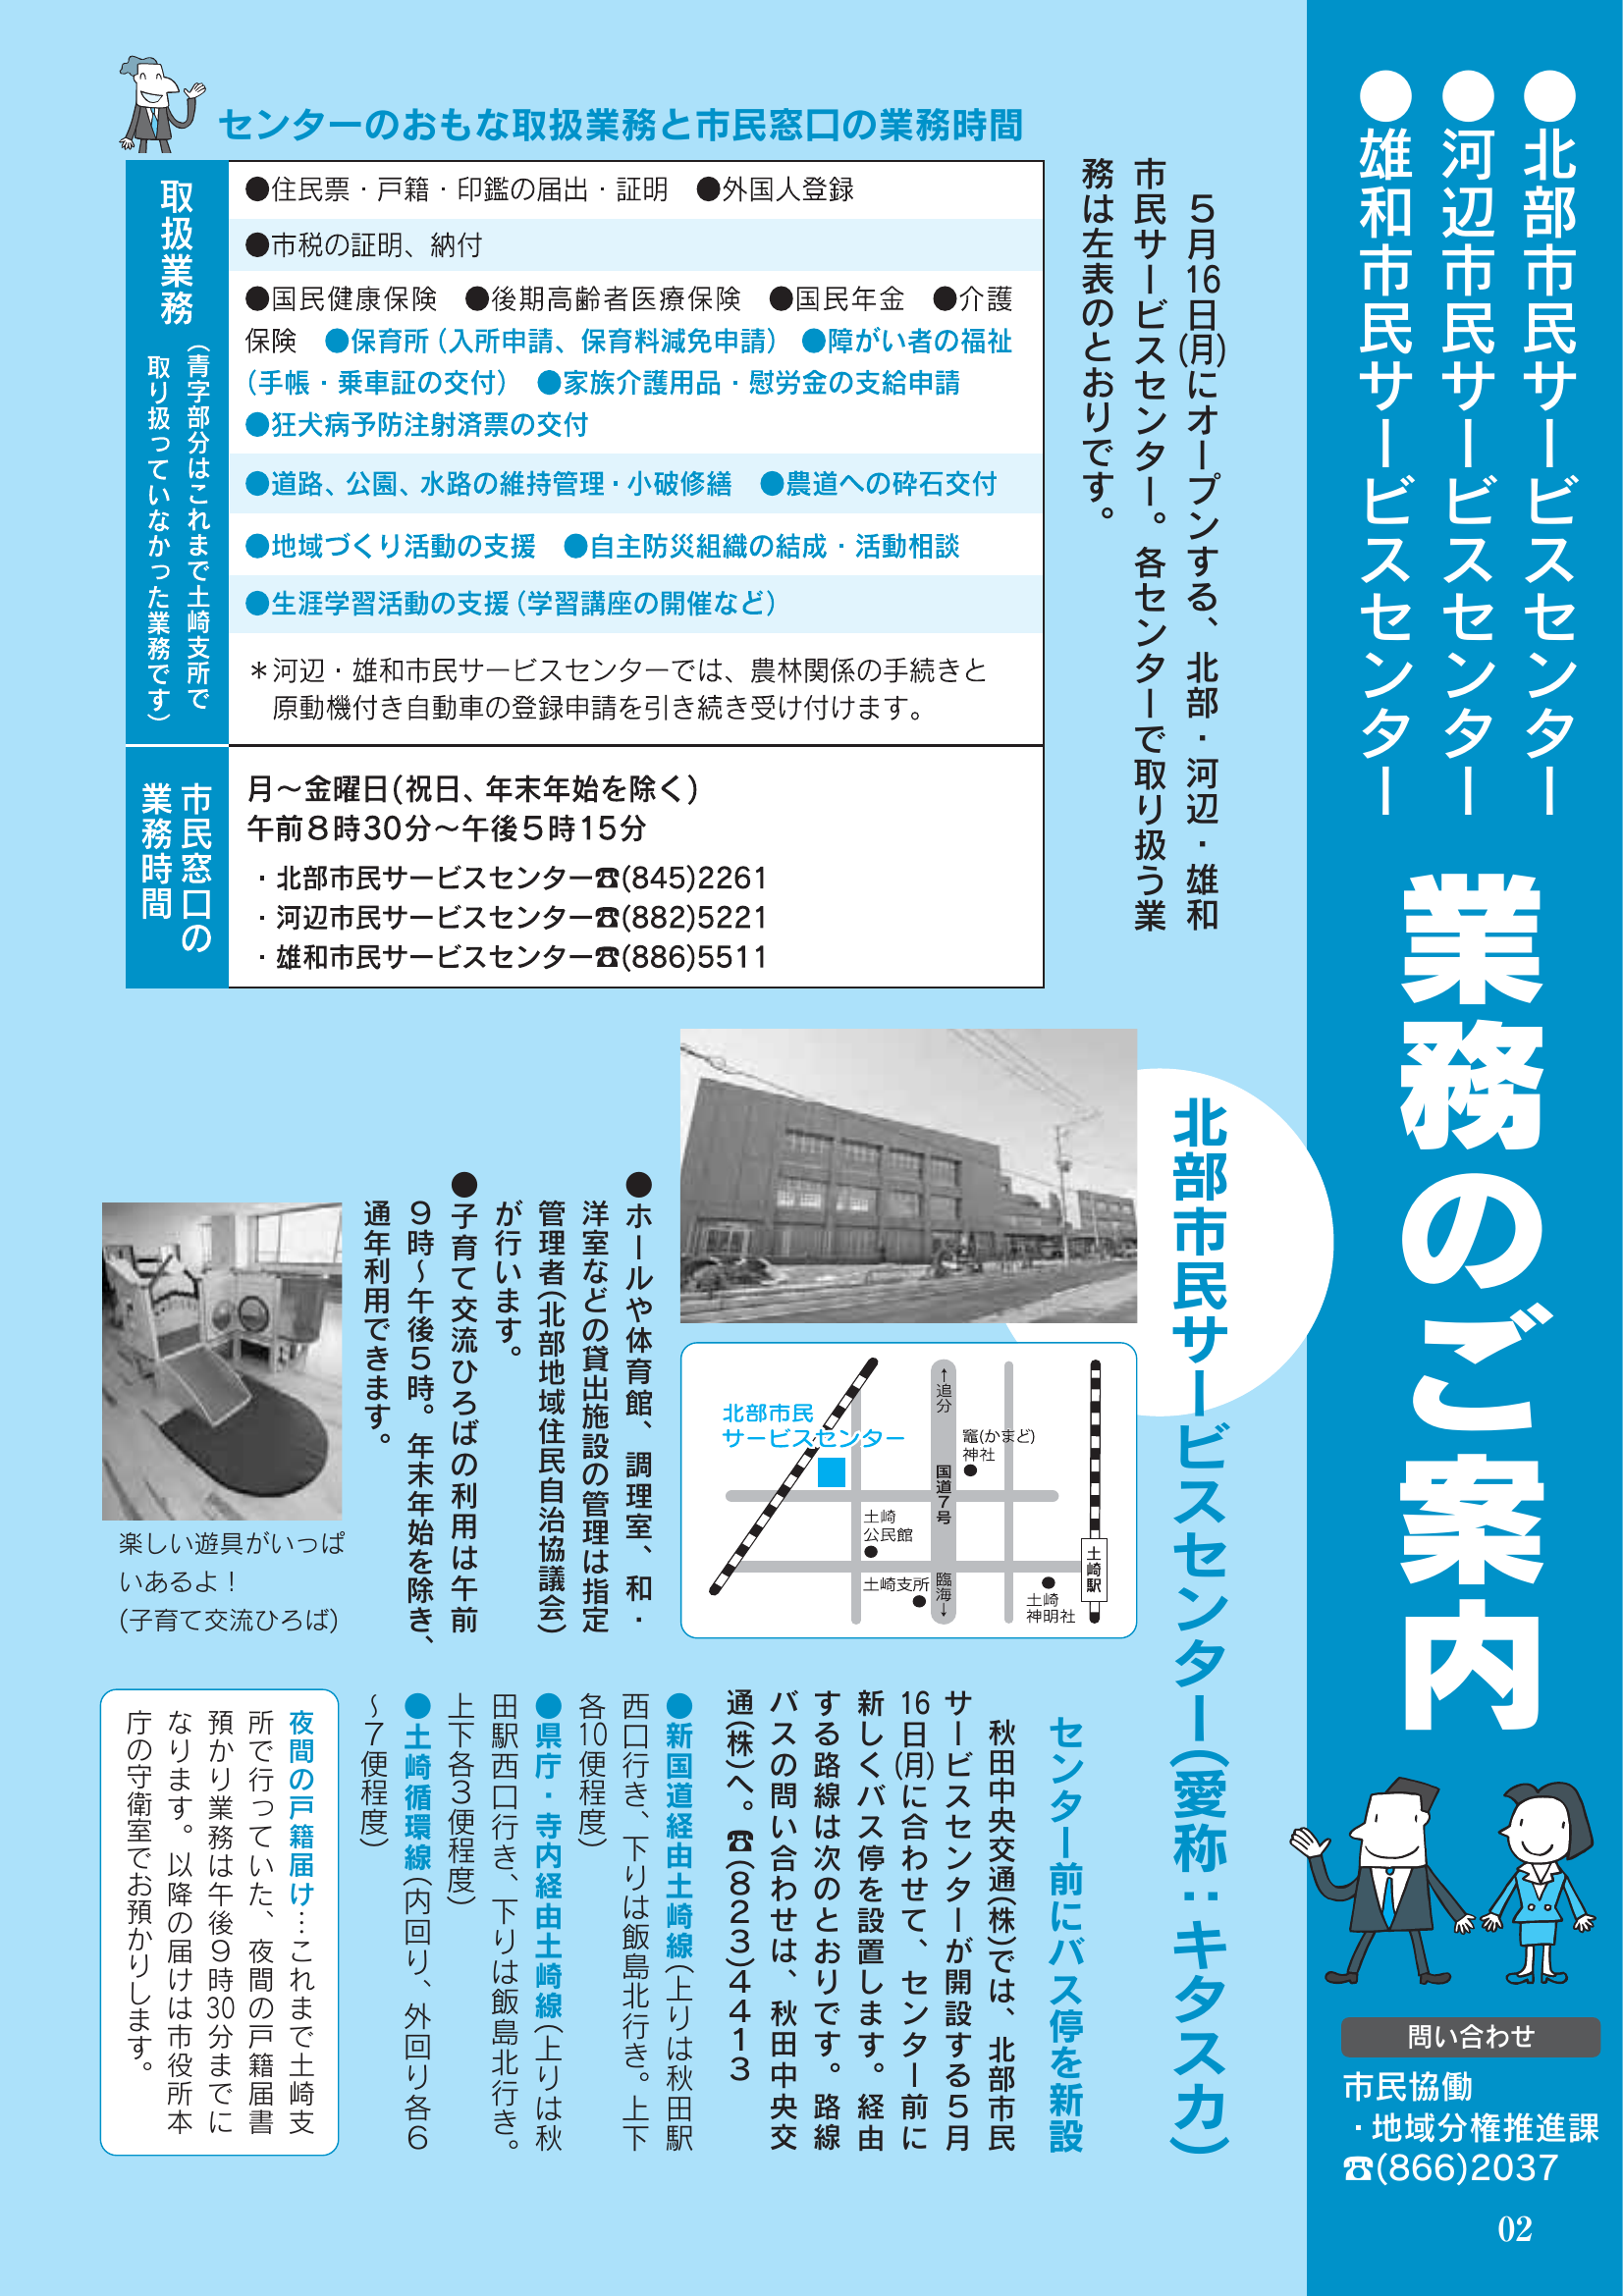 ●北部市民サービスセンター
●河辺市民サービスセンター
●雄和市民サービスセンター
業務のご案内
問い合わせ
市民協働
・地域分権推進課
☎(866)2037
02
５月16日(月)にオープンする、北部・河辺・雄和
市民サービスセンター。各センターで取り扱う業
務は左表のとおりです。
センターのおもな取扱業務と市民窓口の業務時間
取扱業務
（青字部分はこれまで土崎支所で
取り扱っていなかった業務です）
●住民票・戸籍・印鑑の届出・証明　●外国人登録
●市税の証明、納付
●国民健康保険　●後期高齢者医療保険　●国民年金　●介護
保険　●保育所（入所申請、保育料減免申請）　●障がい者の福祉
（手帳・乗車証の交付）　●家族介護用品・慰労金の支給申請
●狂犬病予防注射済票の交付
●道路、公園、水路の維持管理・小破修繕　●農道への砕石交付
●地域づくり活動の支援　●自主防災組織の結成・活動相談
●生涯学習活動の支援（学習講座の開催など）
＊河辺・雄和市民サービスセンターでは、農林関係の手続きと
原動機付き自動車の登録申請を引き続き受け付けます。
市民窓口の
業務時間
月〜金曜日(祝日、年末年始を除く)
午前８時30分〜午後５時15分
・北部市民サービスセンター☎(845)2261
・河辺市民サービスセンター☎(882)5221
・雄和市民サービスセンター☎(886)5511
北部市民サービスセンター(愛称：キタスカ)
北部市民
サービスセンター
↑追分
国道７号
臨海↓
竈(かまど)
神社
土崎
公民館
土崎支所
土崎
神明社
土崎駅
●ホールや体育館、調理室、和・
洋室などの貸出施設の管理は指定
管理者(北部地域住民自治協議会)
が行います。
●子育て交流ひろばの利用は午前
９時〜午後５時。年末年始を除き、
通年利用できます。
楽しい遊具がいっぱ
いあるよ！
(子育て交流ひろば)
センター前にバス停を新設
秋田中央交通(株)では、北部市民
サービスセンターが開設する５月
16日(月)に合わせて、センター前に
新しくバス停を設置します。経由
する路線は次のとおりです。路線
バスの問い合わせは、秋田中央交
通(株)へ。☎(８２３)４４１３
●新国道経由土崎線（上りは秋田駅
西口行き、下りは飯島北行き。上下
各10便程度）
●県庁・寺内経由土崎線（上りは秋
田駅西口行き、下りは飯島北行き。
上下各３便程度）
●土崎循環線（内回り、外回り各６
〜７便程度）
夜間の戸籍届け…これまで土崎支
所で行っていた、夜間の戸籍届書
預かり業務は午後９時30分までに
なります。以降の届けは市役所本
庁の守衛室でお預かりします。